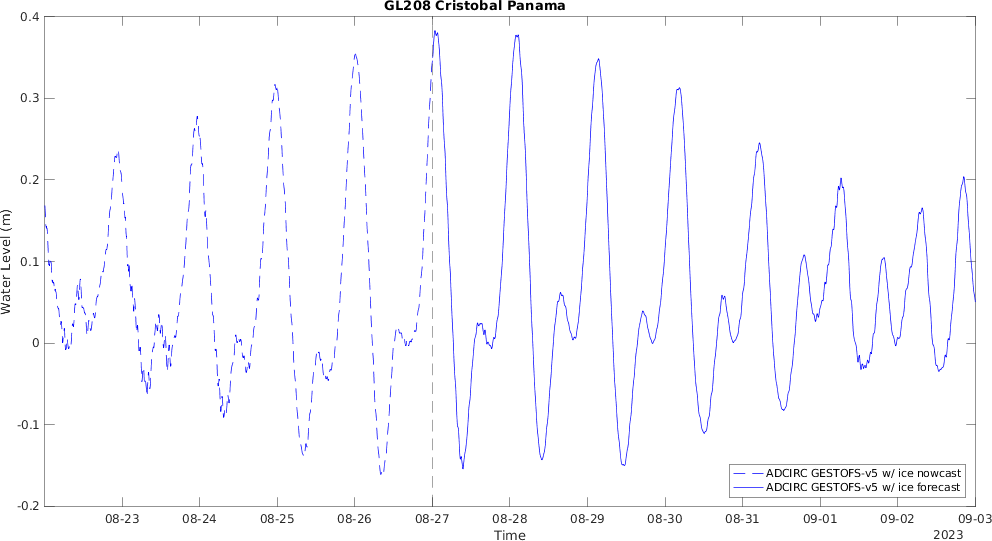 GL208 Cristobal Panama
0.4
0.3
0.2
0.1
0
-0.1
-0.2
Water Level (m)
ADCIRC GESTOFS-v5 w/ ice nowcast
ADCIRC GESTOFS-v5 w/ ice forecast
08-23 08-24 08-25 08-26 08-27 08-28 08-29 08-30 08-31 09-01 09-02 09-03
Time
2023